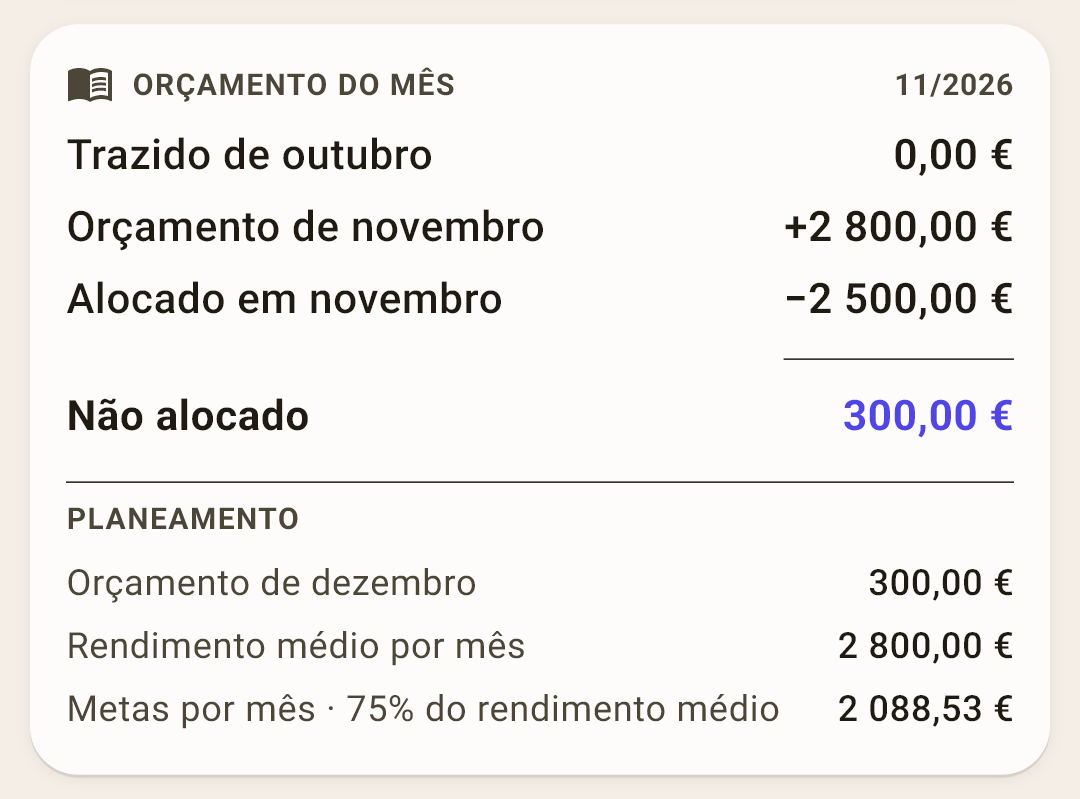 ORÇAMENTO DO MÊS 11/2026
Trazido de outubro 0,00 €
Orçamento de novembro +2 800,00 €
Alocado em novembro −2 500,00 €
Não alocado 300,00 €
PLANEAMENTO
Orçamento de dezembro 300,00 €
Rendimento médio por mês 2 800,00 €
Metas por mês · 75% do rendimento médio 2 088,53 €